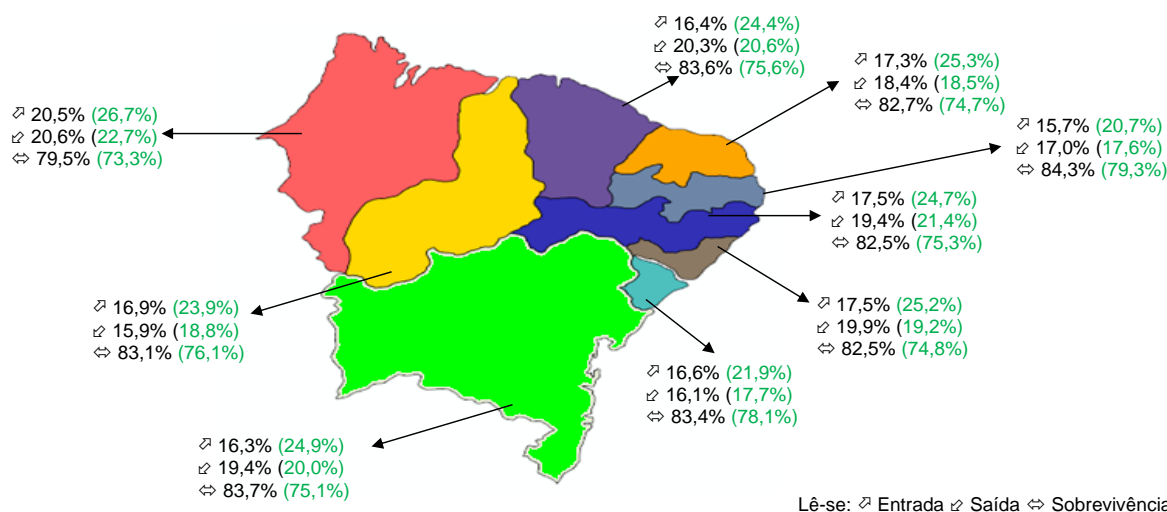 ⬀ 16,4% (24,4%)
⬃ 20,3% (20,6%)
⬄ 83,6% (75,6%)
⬀ 17,3% (25,3%)
⬃ 18,4% (18,5%)
⬄ 82,7% (74,7%)
⬀ 20,5% (26,7%)
⬃ 20,6% (22,7%)
⬄ 79,5% (73,3%)
⬀ 15,7% (20,7%)
⬃ 17,0% (17,6%)
⬄ 84,3% (79,3%)
⬀ 17,5% (24,7%)
⬃ 19,4% (21,4%)
⬄ 82,5% (75,3%)
⬀ 16,9% (23,9%)
⬃ 15,9% (18,8%)
⬄ 83,1% (76,1%)
⬀ 17,5% (25,2%)
⬃ 19,9% (19,2%)
⬄ 82,5% (74,8%)
⬀ 16,6% (21,9%)
⬃ 16,1% (17,7%)
⬄ 83,4% (78,1%)
⬀ 16,3% (24,9%)
⬃ 19,4% (20,0%)
⬄ 83,7% (75,1%)
Lê-se: ⬀ Entrada ⬃ Saída ⬄ Sobrevivência